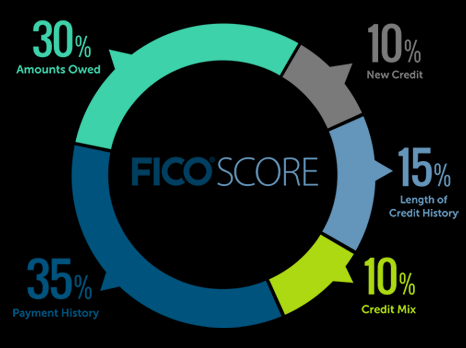 30%
Amounts Owed
10%
New Credit
FICO® SCORE
15%
Length of
Credit History
35%
Payment History
10%
Credit Mix